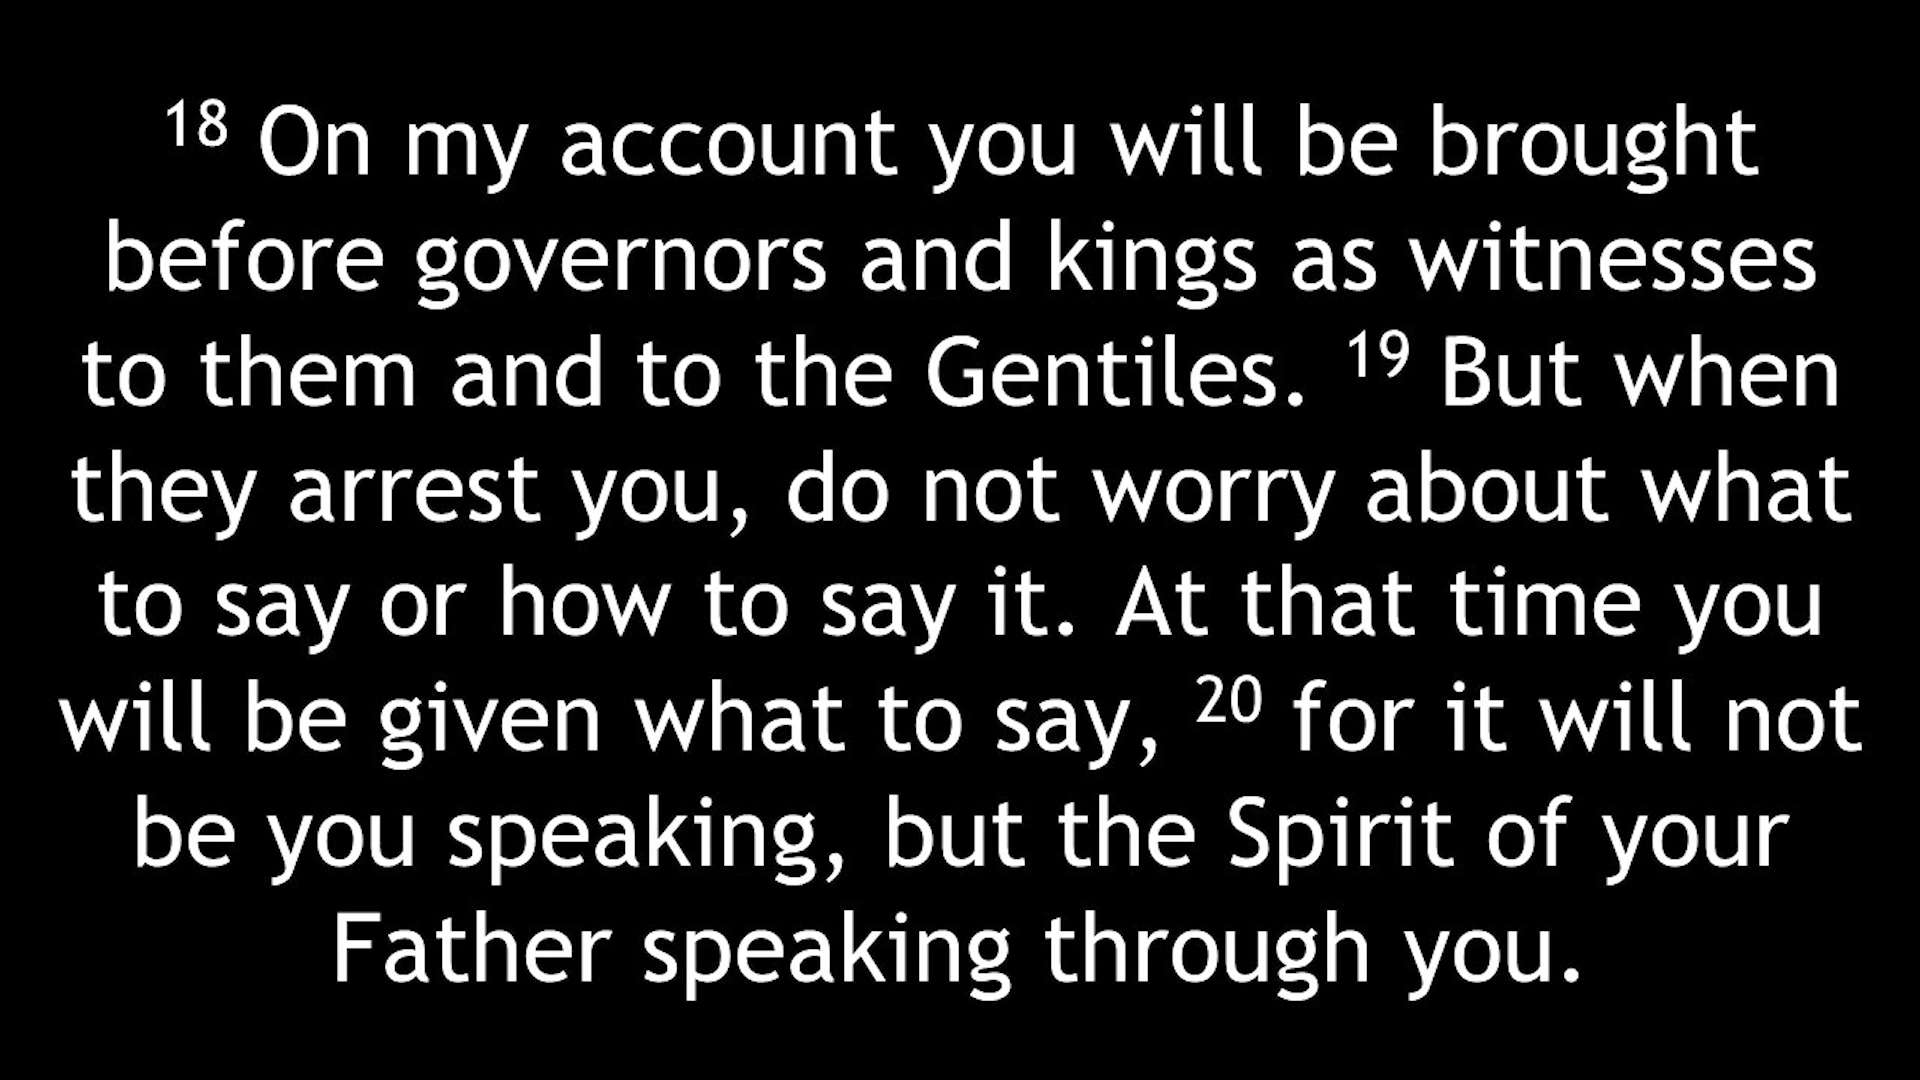 18 On my account you will be brought
before governors and kings as witnesses
to them and to the Gentiles. 19 But when
they arrest you, do not worry about what
to say or how to say it. At that time you
will be given what to say, 20 for it will not
be you speaking, but the Spirit of your
Father speaking through you.